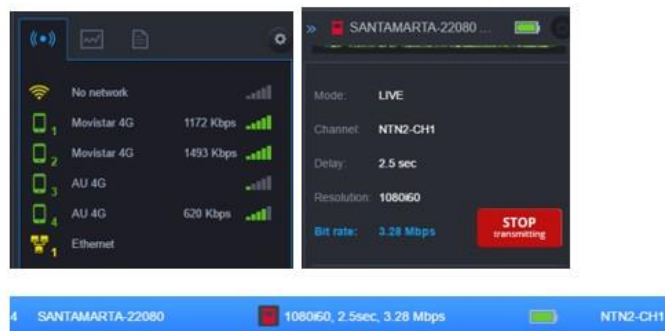 No network
1 Movistar 4G 1172 Kbps
2 Movistar 4G 1493 Kbps
3 AU 4G
4 AU 4G 620 Kbps
1 Ethernet
» SANTAMARTA-22080 ...
Mode: LIVE
Channel: NTN2-CH1
Delay: 2.5 sec
Resolution: 1080i60
Bit rate: 3.28 Mbps
STOP
transmitting
4 SANTAMARTA-22080 1080i60, 2.5sec, 3.28 Mbps NTN2-CH1